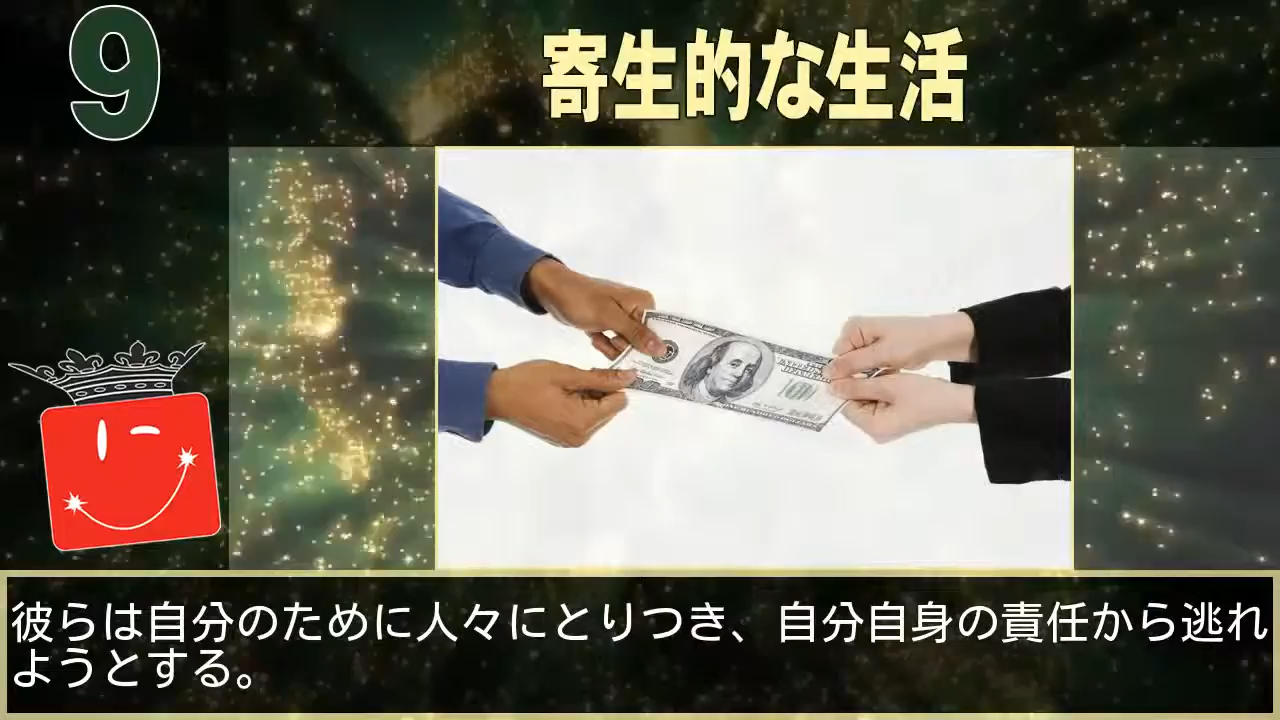 9
寄生的な生活
彼らは自分のために人々にとりつき、自分自身の責任から逃れ
ようとする。